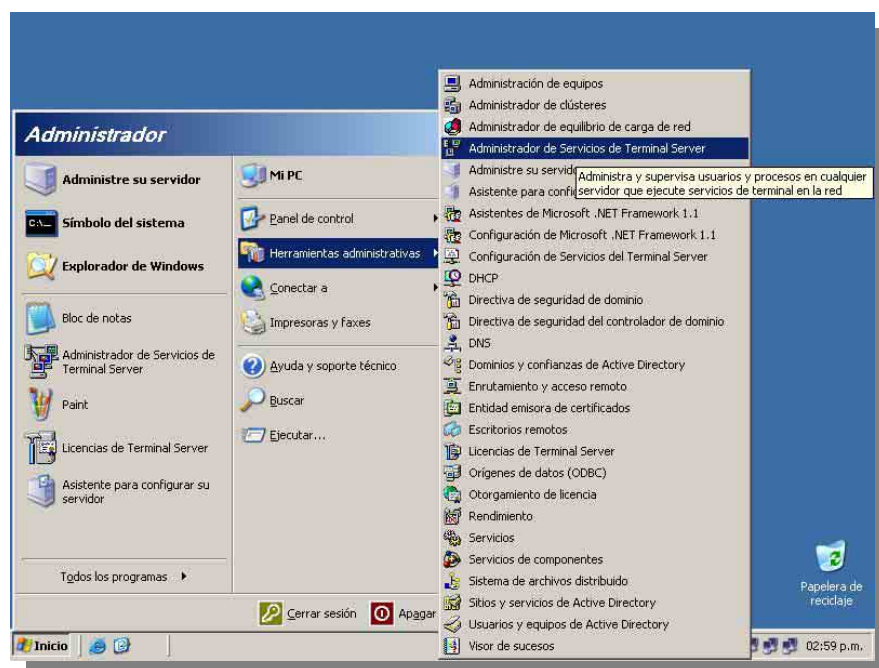 Administrador
Administre su servidor
Símbolo del sistema
Explorador de Windows
Bloc de notas
Administrador de Servicios de
Terminal Server
Paint
Licencias de Terminal Server
Asistente para configurar su
servidor
Todos los programas
Mi PC
Panel de control
Herramientas administrativas
Conectar a
Impresoras y faxes
Ayuda y soporte técnico
Buscar
Ejecutar...
Cerrar sesión
Apagar
Administración de equipos
Administrador de clústeres
Administrador de equilibrio de carga de red
Administrador de Servicios de Terminal Server
Administre su servid
Administra y supervisa usuarios y procesos en cualquier
servidor que ejecute servicios de terminal en la red
Asistente para confi
Asistentes de Microsoft .NET Framework 1.1
Configuración de Microsoft .NET Framework 1.1
Configuración de Servicios del Terminal Server
DHCP
Directiva de seguridad de dominio
Directiva de seguridad del controlador de dominio
DNS
Dominios y confianzas de Active Directory
Enrutamiento y acceso remoto
Entidad emisora de certificados
Escritorios remotos
Licencias de Terminal Server
Orígenes de datos (ODBC)
Otorgamiento de licencia
Rendimiento
Servicios
Servicios de componentes
Sistema de archivos distribuido
Sitios y servicios de Active Directory
Usuarios y equipos de Active Directory
Visor de sucesos
Papelera de
reciclaje
Inicio
02:59 p.m.